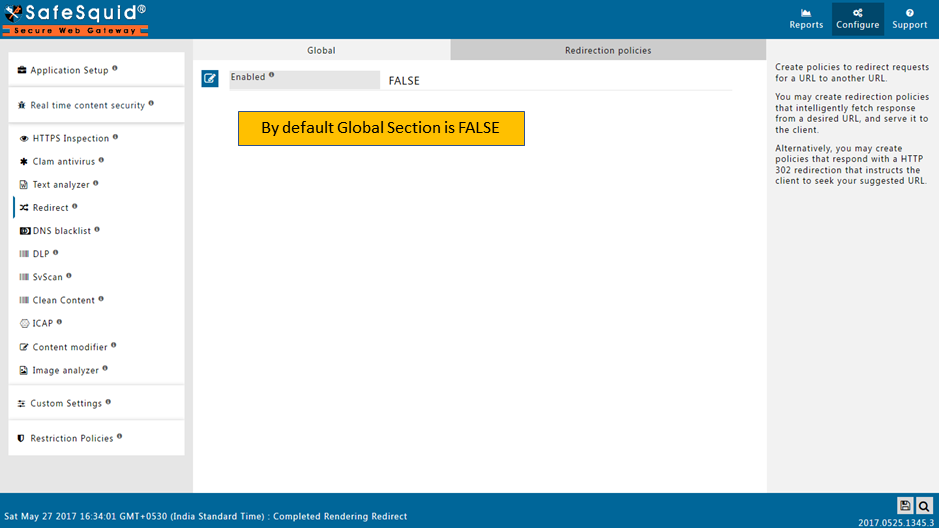 SafeSquid®
Secure Web Gateway
Reports
Configure
Support
Application Setup
Real time content security
HTTPS Inspection
Clam antivirus
Text analyzer
Redirect
DNS blacklist
DLP
SvScan
Clean Content
ICAP
Content modifier
Image analyzer
Custom Settings
Restriction Policies
Global
Redirection policies
Enabled
FALSE
By default Global Section is FALSE
Create policies to redirect requests
for a URL to another URL.
You may create redirection policies
that intelligently fetch response
from a desired URL, and serve it to
the client.
Alternatively, you may create
policies that respond with a HTTP
302 redirection that instructs the
client to seek your suggested URL.
Sat May 27 2017 16:34:01 GMT+0530 (India Standard Time) : Completed Rendering Redirect
2017.0525.1345.3